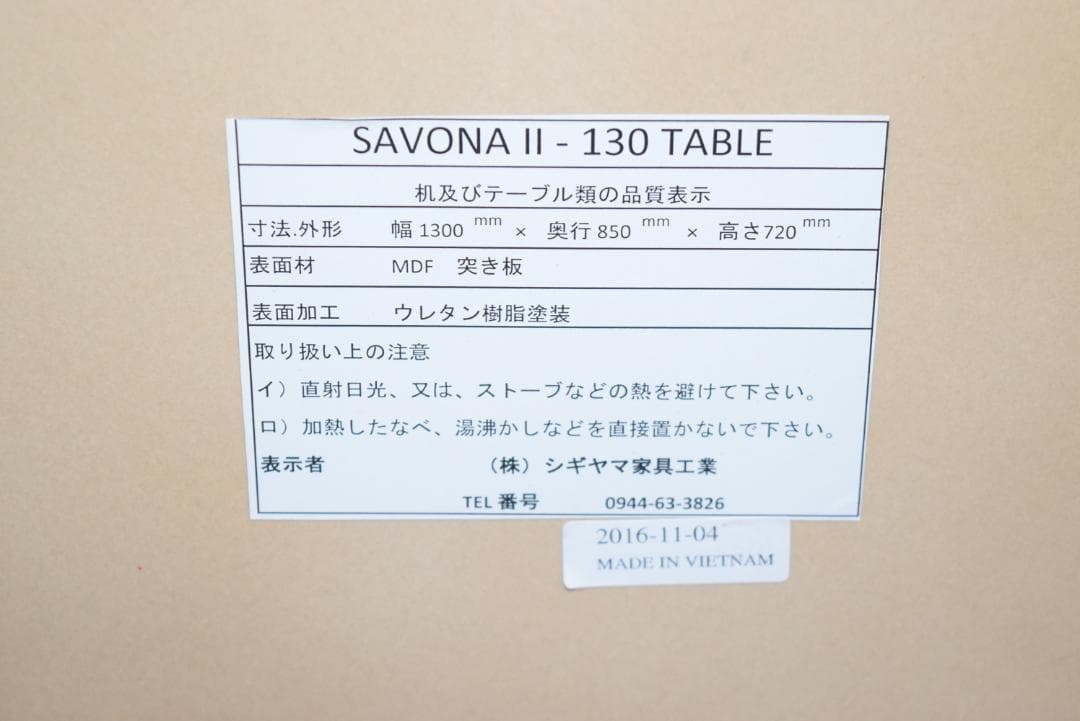 SAVONA II - 130 TABLE
机及びテーブル類の品質表示
寸法.外形 幅 1300 mm × 奥行 850 mm × 高さ720 mm
表面材 MDF 突き板
表面加工 ウレタン樹脂塗装
取り扱い上の注意
イ）直射日光、又は、ストーブなどの熱を避けて下さい。
ロ）加熱したなべ、湯沸かしなどを直接置かないで下さい。
表示者 （株）シギヤマ家具工業
TEL 番号 0944-63-3826
2016-11-04
MADE IN VIETNAM